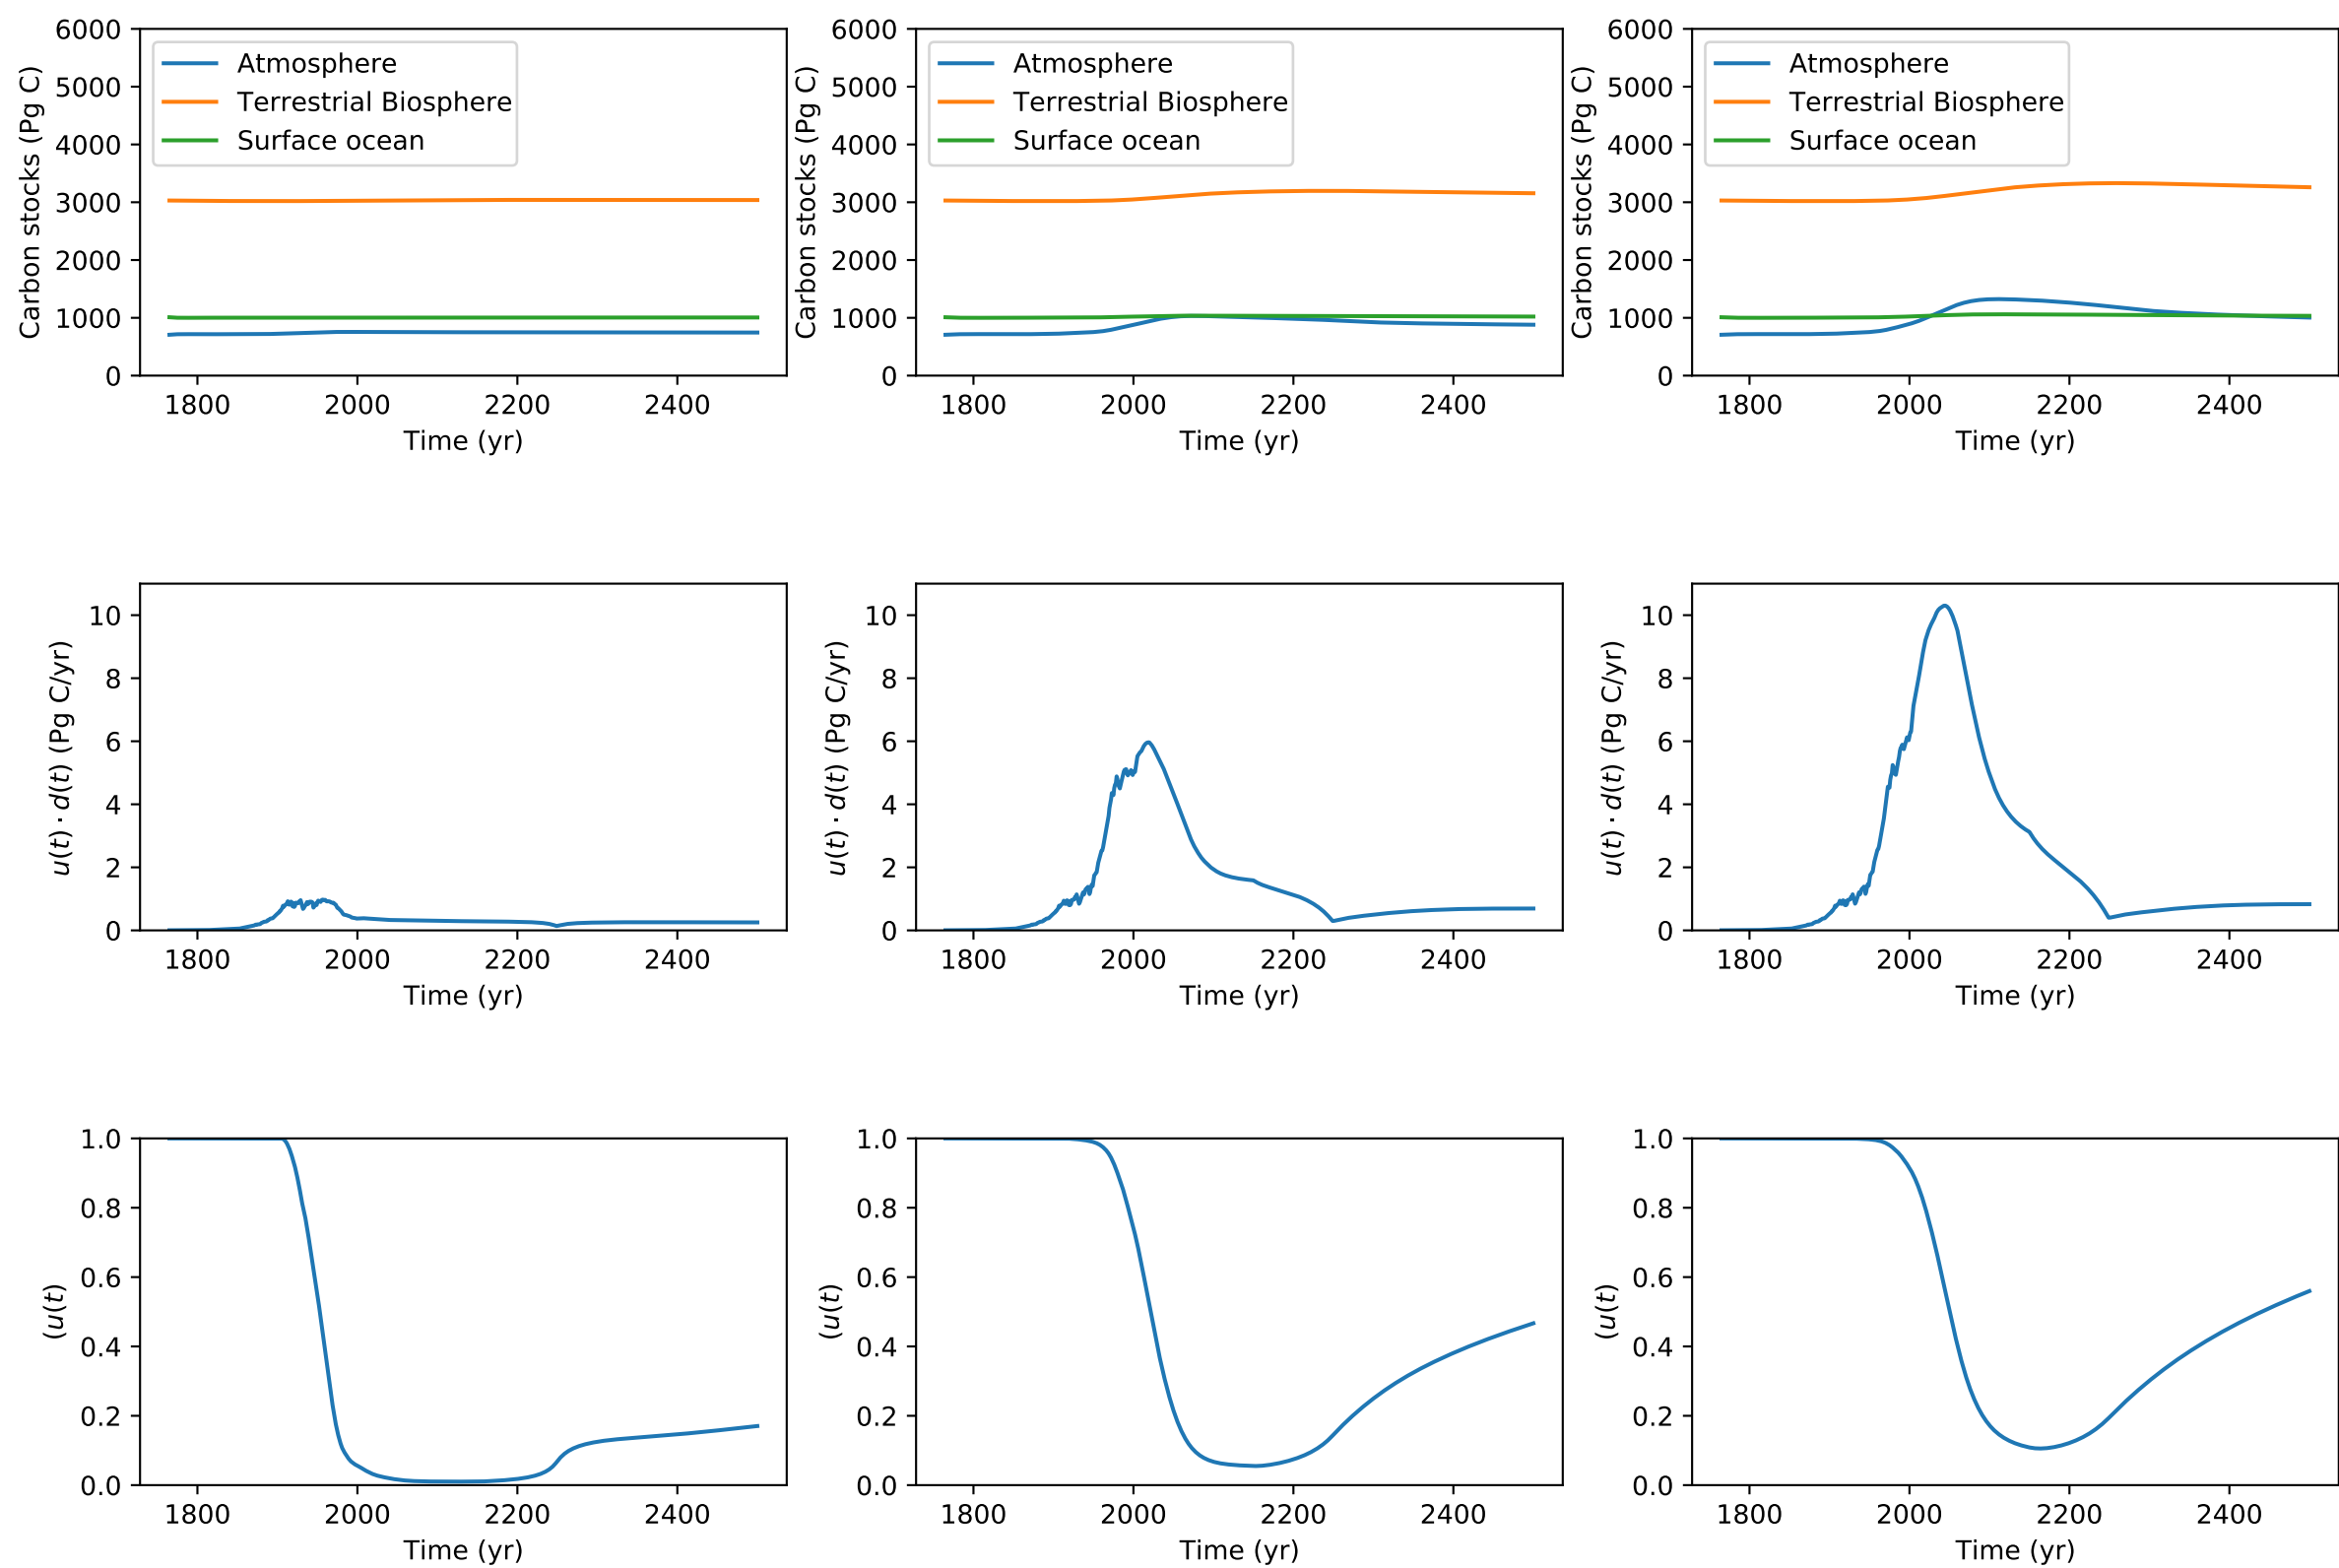 6000
5000
4000
3000
2000
1000
0
Carbon stocks (Pg C)
Atmosphere
Terrestrial Biosphere
Surface ocean
1800 2000 2200 2400
Time (yr)
6000
5000
4000
3000
2000
1000
0
Carbon stocks (Pg C)
Atmosphere
Terrestrial Biosphere
Surface ocean
1800 2000 2200 2400
Time (yr)
6000
5000
4000
3000
2000
1000
0
Carbon stocks (Pg C)
Atmosphere
Terrestrial Biosphere
Surface ocean
1800 2000 2200 2400
Time (yr)
10
8
6
4
2
0
u(t) · d(t) (Pg C/yr)
1800 2000 2200 2400
Time (yr)
10
8
6
4
2
0
u(t) · d(t) (Pg C/yr)
1800 2000 2200 2400
Time (yr)
10
8
6
4
2
0
u(t) · d(t) (Pg C/yr)
1800 2000 2200 2400
Time (yr)
1.0
0.8
0.6
0.4
0.2
0.0
(u(t)
1800 2000 2200 2400
Time (yr)
1.0
0.8
0.6
0.4
0.2
0.0
(u(t)
1800 2000 2200 2400
Time (yr)
1.0
0.8
0.6
0.4
0.2
0.0
(u(t)
1800 2000 2200 2400
Time (yr)